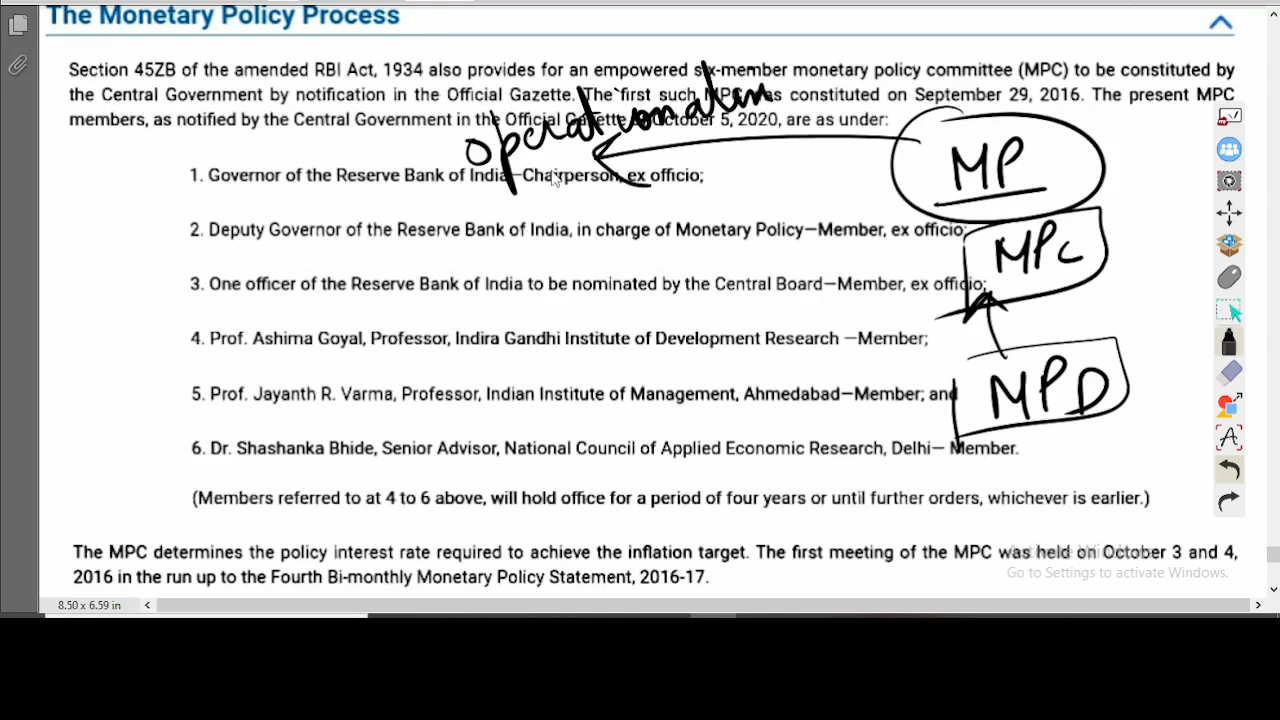 The Monetary Policy Process
Section 45ZB of the amended RBI Act, 1934 also provides for an empowered six-member monetary policy committee (MPC) to be constituted by
the Central Government by notification in the Official Gazette. The first such MPC was constituted on September 29, 2016. The present MPC
members, as notified by the Central Government in the Official Gazette of October 5, 2020, are as under:
1. Governor of the Reserve Bank of India—Chairperson, ex officio;
MP
2. Deputy Governor of the Reserve Bank of India, in charge of Monetary Policy—Member, ex officio;
MPC
3. One officer of the Reserve Bank of India to be nominated by the Central Board—Member, ex officio;
4. Prof. Ashima Goyal, Professor, Indira Gandhi Institute of Development Research —Member;
5. Prof. Jayanth R. Varma, Professor, Indian Institute of Management, Ahmedabad—Member; and
MPD
6. Dr. Shashanka Bhide, Senior Advisor, National Council of Applied Economic Research, Delhi— Member.
(Members referred to at 4 to 6 above, will hold office for a period of four years or until further orders, whichever is earlier.)
The MPC determines the policy interest rate required to achieve the inflation target. The first meeting of the MPC was held on October 3 and 4,
2016 in the run up to the Fourth Bi-monthly Monetary Policy Statement, 2016-17.
Activate Windows
Go to Settings to activate Windows.
8.50 x 6.59 in